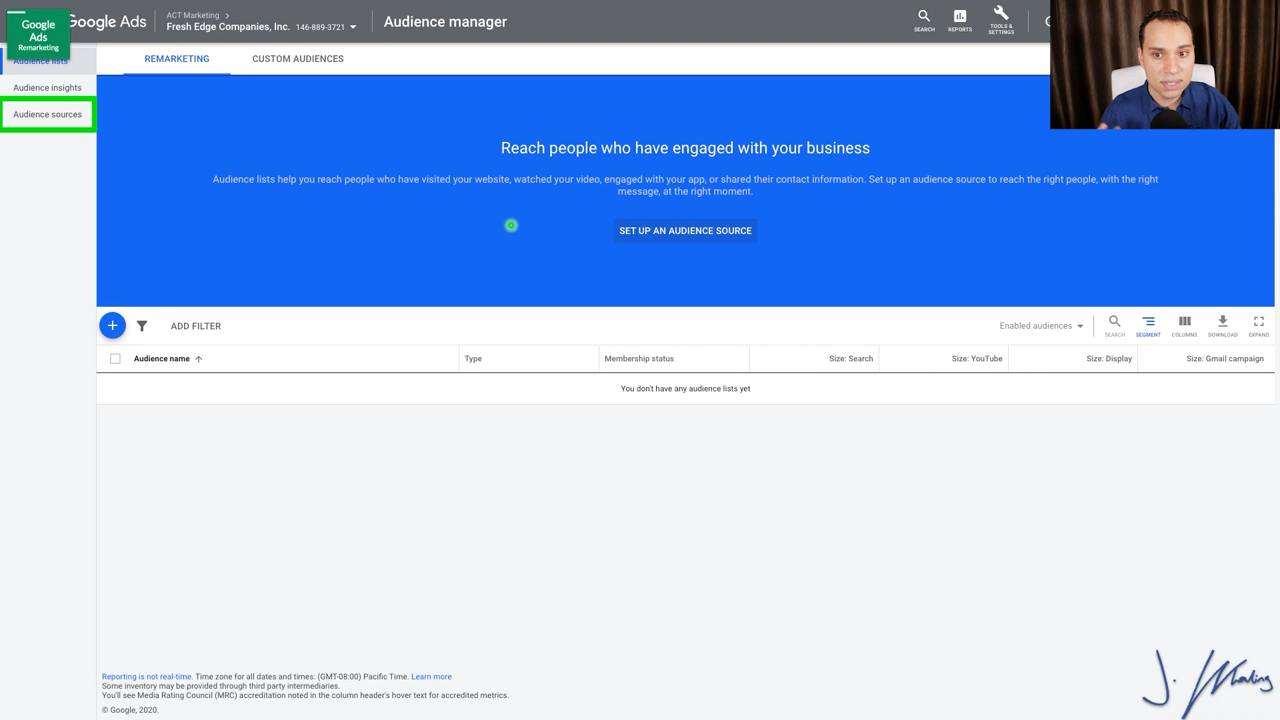 Google
Ads
Remarketing
Google Ads
ACT Marketing
Fresh Edge Companies, Inc. 146-889-3721
Audience manager
SEARCH
REPORTS
TOOLS &
SETTINGS
Audience lists
Audience insights
Audience sources
REMARKETING
CUSTOM AUDIENCES
Reach people who have engaged with your business
Audience lists help you reach people who have visited your website, watched your video, engaged with your app, or shared their contact information. Set up an audience source to reach the right people, with the right
message, at the right moment.
SET UP AN AUDIENCE SOURCE
ADD FILTER
Enabled audiences
SEARCH
SEGMENT
COLUMNS
DOWNLOAD
EXPAND
Audience name
Type
Membership status
Size: Search
Size: YouTube
Size: Display
Size: Gmail campaign
You don't have any audience lists yet
Reporting is not real-time. Time zone for all dates and times: (GMT-08:00) Pacific Time. Learn more
Some inventory may be provided through third party intermediaries.
You'll see Media Rating Council (MRC) accreditation noted in the column header's hover text for accredited metrics.
© Google, 2020.